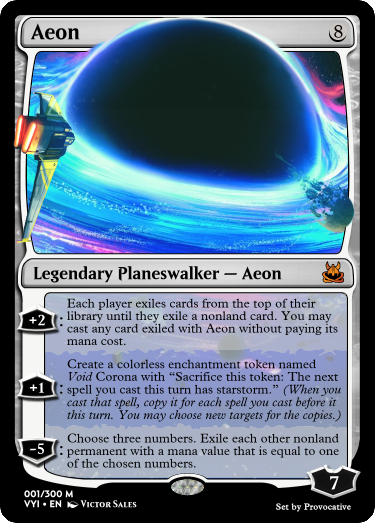 Aeon 8
Legendary Planeswalker — Aeon
+2: Each player exiles cards from the top of their
library until they exile a nonland card. You may
cast any card exiled with Aeon without paying its
mana cost.
+1: Create a colorless enchantment token named
Void Corona with “Sacrifice this token: The next
spell you cast this turn has starstorm.” (When you
cast that spell, copy it for each spell you cast before it
this turn. You may choose new targets for the copies.)
-5: Choose three numbers. Exile each other nonland
permanent with a mana value that is equal to one
of the chosen numbers.
7
001/300 M
VYI • EN Victor Sales
Set by Provocative